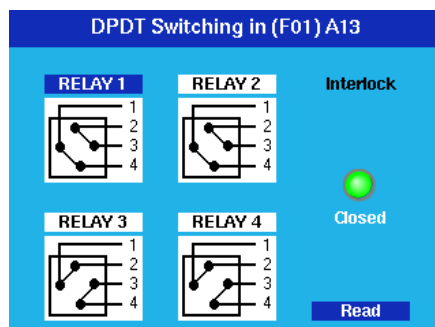 DPDT Switching in (F01) A13
RELAY 1
1
2
3
4
RELAY 2
1
2
3
4
Interlock
Closed
RELAY 3
1
2
3
4
RELAY 4
1
2
3
4
Read